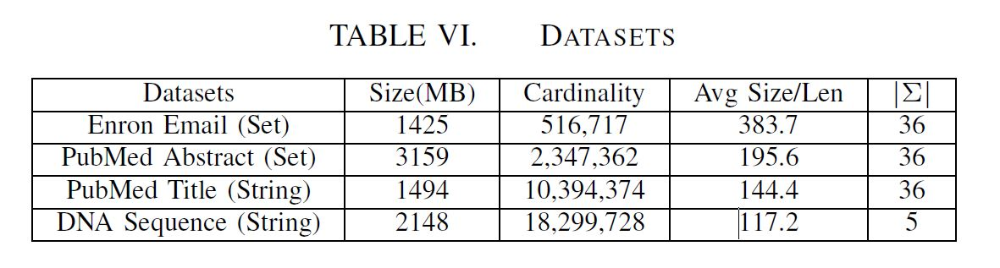 TABLE VI. DATASETS
Datasets Size(MB) Cardinality Avg Size/Len |Σ|
Enron Email (Set) 1425 516,717 383.7 36
PubMed Abstract (Set) 3159 2,347,362 195.6 36
PubMed Title (String) 1494 10,394,374 144.4 36
DNA Sequence (String) 2148 18,299,728 117.2 5